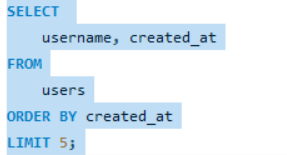 SELECT
    username, created_at
FROM
    users
ORDER BY created_at
LIMIT 5;